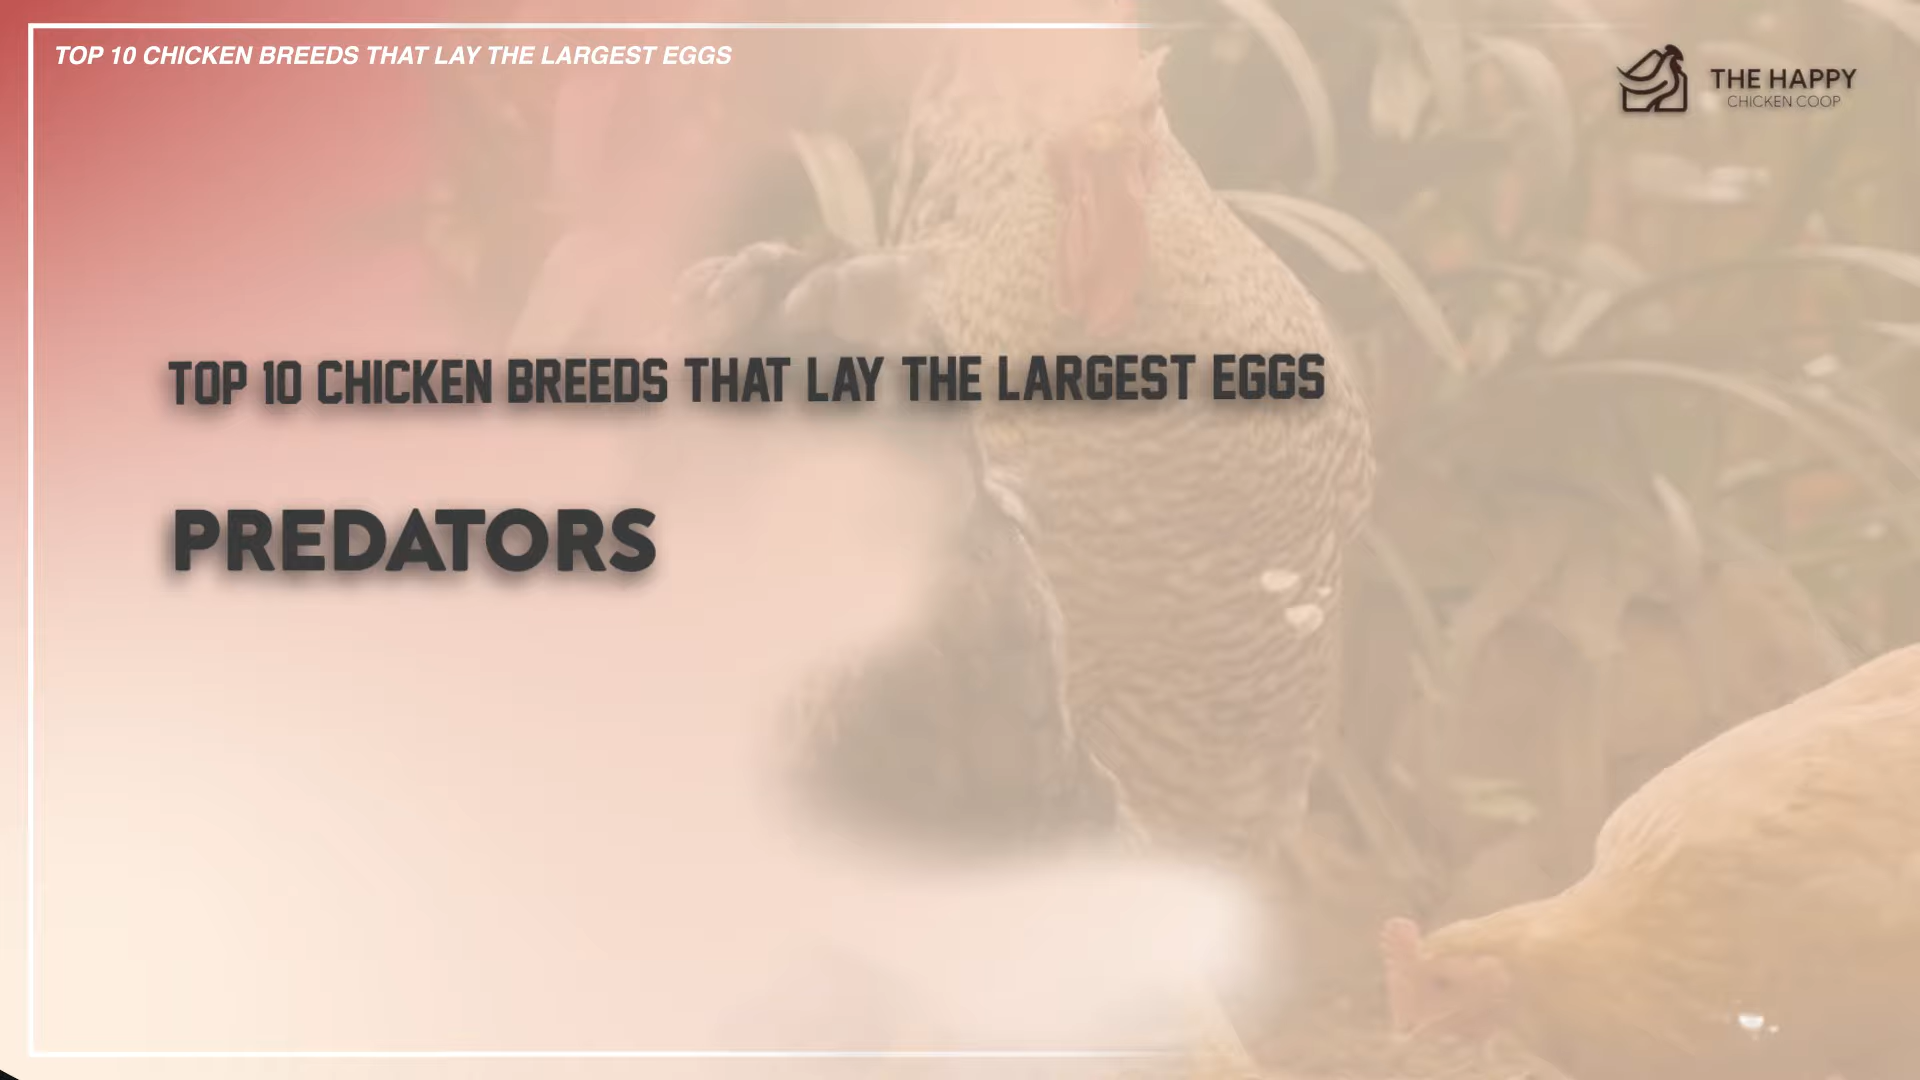 TOP 10 CHICKEN BREEDS THAT LAY THE LARGEST EGGS
THE HAPPY
CHICKEN COOP
TOP 10 CHICKEN BREEDS THAT LAY THE LARGEST EGGS
PREDATORS